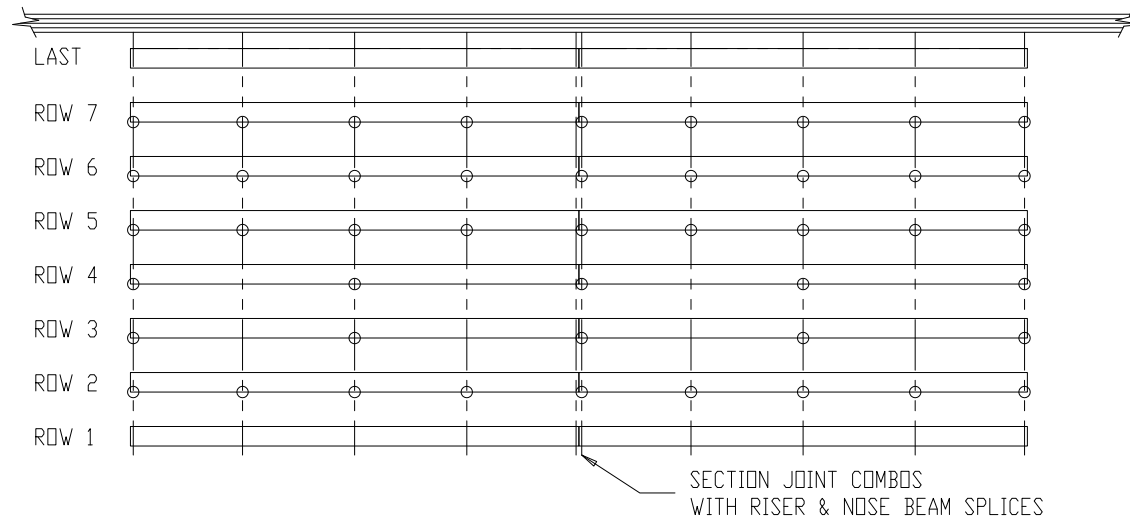 LAST
ROW 7
ROW 6
ROW 5
ROW 4
ROW 3
ROW 2
ROW 1
SECTION JOINT COMBOS
WITH RISER & NOSE BEAM SPLICES